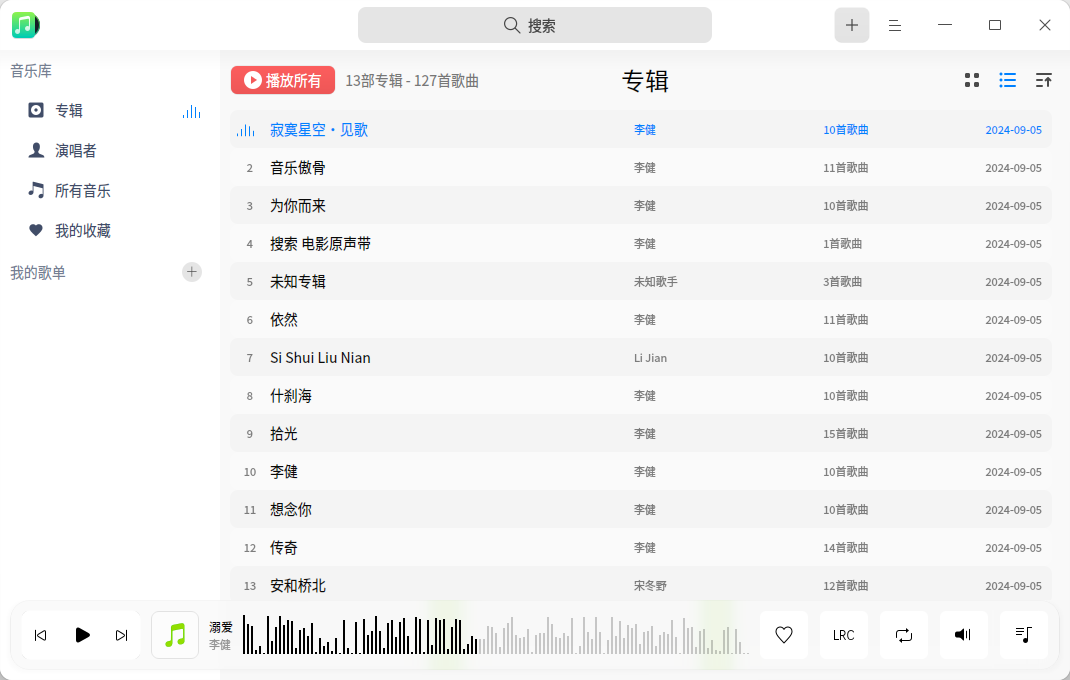 搜索
音乐库
专辑
演唱者
所有音乐
我的收藏
我的歌单
播放所有 13部专辑 - 127首歌曲 专辑
寂寞星空·见歌 李健 10首歌曲 2024-09-05
2 音乐傲骨 李健 11首歌曲 2024-09-05
3 为你而来 李健 10首歌曲 2024-09-05
4 搜索 电影原声带 李健 1首歌曲 2024-09-05
5 未知专辑 未知歌手 3首歌曲 2024-09-05
6 依然 李健 11首歌曲 2024-09-05
7 Si Shui Liu Nian Li Jian 10首歌曲 2024-09-05
8 什刹海 李健 10首歌曲 2024-09-05
9 拾光 李健 15首歌曲 2024-09-05
10 李健 李健 10首歌曲 2024-09-05
11 想念你 李健 10首歌曲 2024-09-05
12 传奇 李健 14首歌曲 2024-09-05
13 安和桥北 宋冬野 12首歌曲 2024-09-05
溺爱
李健
LRC